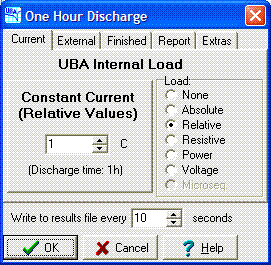 UBA One Hour Discharge
Current External Finished Report Extras
UBA Internal Load
Load:
Constant Current
(Relative Values)
1 C
(Discharge time: 1h)
None
Absolute
Relative
Resistive
Power
Voltage
Microseq.
Write to results file every 10 seconds
OK Cancel ? Help